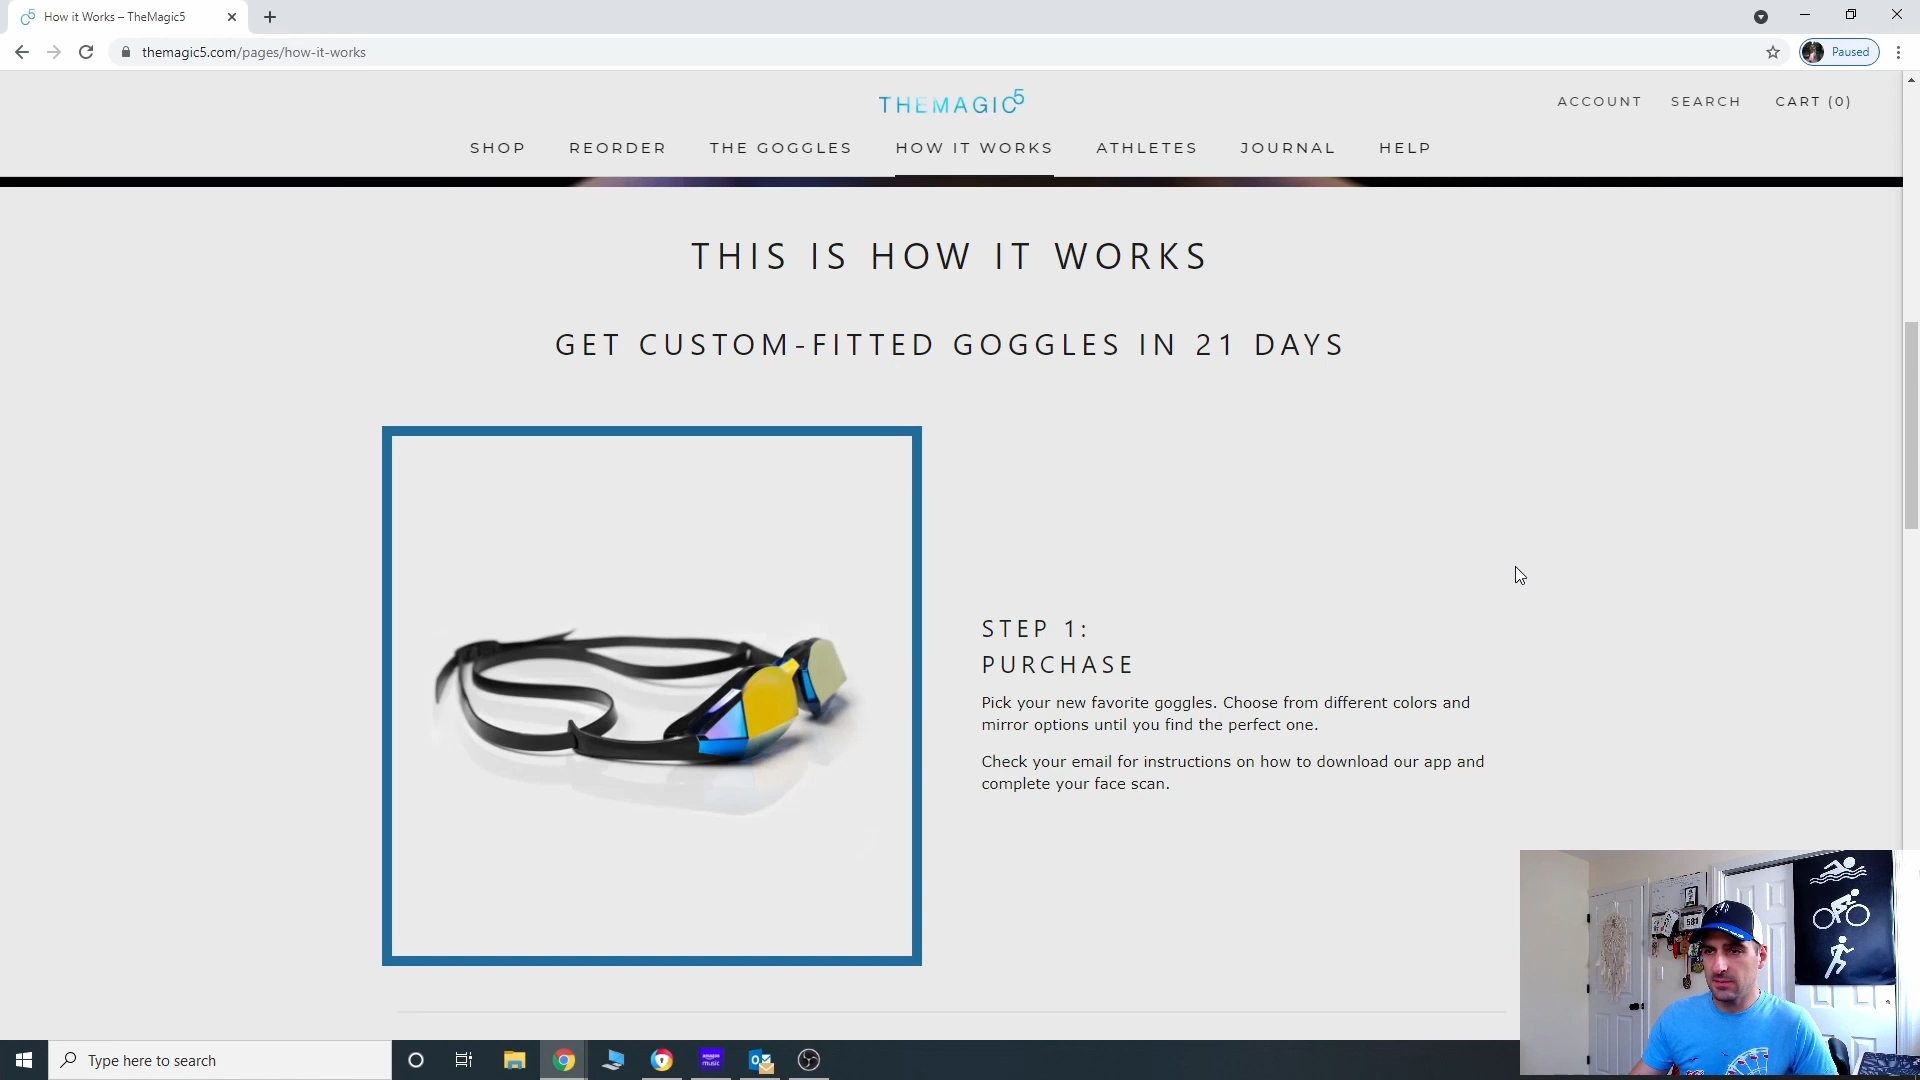 How it Works – TheMagic5
themagic5.com/pages/how-it-works
Paused
THEMAGIC5
ACCOUNT SEARCH CART (0)
SHOP REORDER THE GOGGLES HOW IT WORKS ATHLETES JOURNAL HELP
THIS IS HOW IT WORKS
GET CUSTOM-FITTED GOGGLES IN 21 DAYS
STEP 1:
PURCHASE
Pick your new favorite goggles. Choose from different colors and
mirror options until you find the perfect one.
Check your email for instructions on how to download our app and
complete your face scan.
581
Type here to search
amazon
music